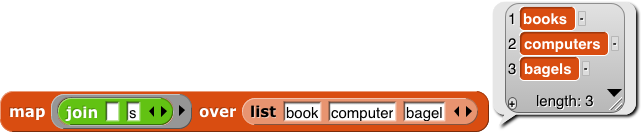 1 books
2 computers
3 bagels
+ length: 3
map join s over list book computer bagel